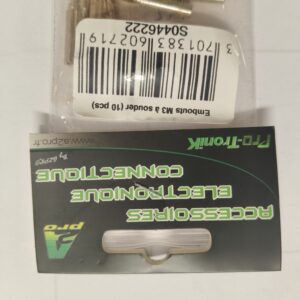 A2
pro
ACCESSOIRES
ELECTRONIQUE
CONNECTIQUE
Pro-Tronik
By A2PRO
www.a2pro.fr
Embouts M3 à souder (10 pcs)
3 701383 602719
S0446222